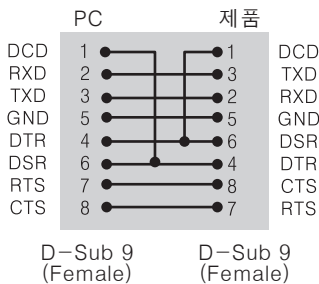 PC 제품
DCD 1 1 DCD
RXD 2 3 TXD
TXD 3 2 RXD
GND 5 5 GND
DTR 4 6 DSR
DSR 6 4 DTR
RTS 7 8 CTS
CTS 8 7 RTS
D-Sub 9 D-Sub 9
(Female) (Female)